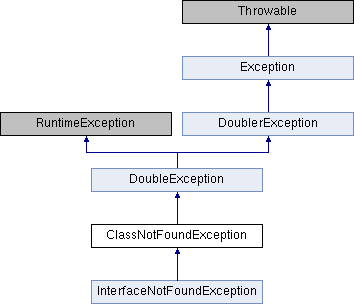 Throwable
Exception
RuntimeException
DoublerException
DoubleException
ClassNotFoundException
InterfaceNotFoundException